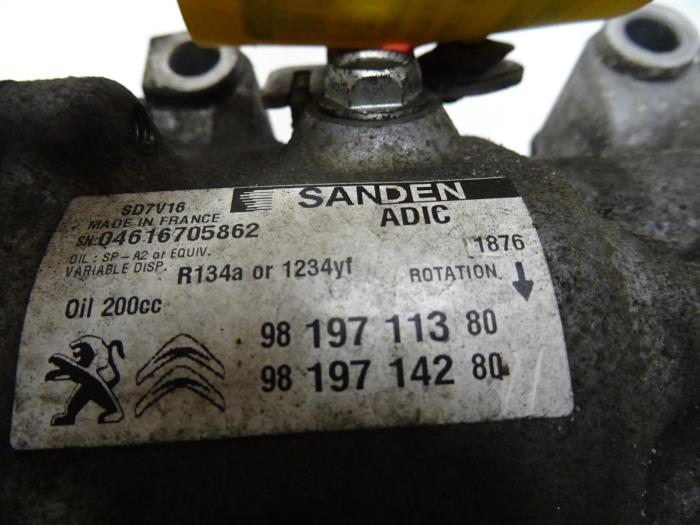 SANDEN
SD7V16
ADIC
MADE IN FRANCE
SN:04616705862
OIL : SP - A2 or EQUIV.
1876
VARIABLE DISP.
R134a or 1234yf
ROTATION
Oil 200cc
98 197 113 80
98 197 142 80